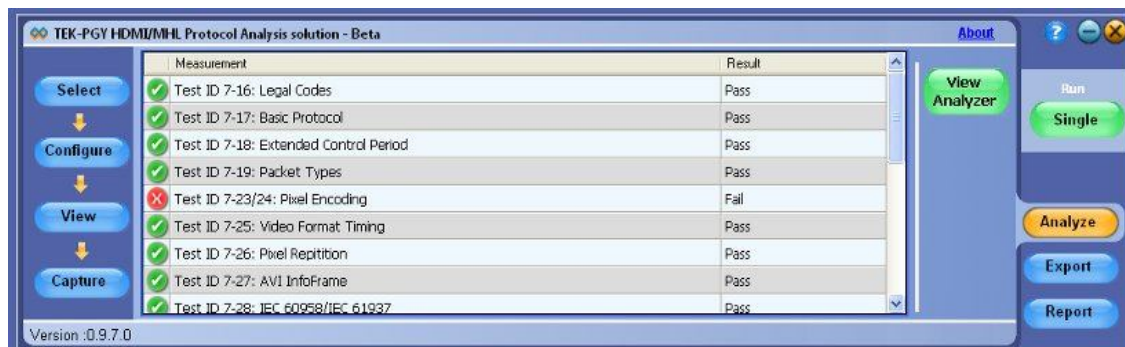 TEK-PGY HDMI/MHL Protocol Analysis solution - Beta
About
?
Select
Configure
View
Capture
Measurement Result
Test ID 7-16: Legal Codes Pass
Test ID 7-17: Basic Protocol Pass
Test ID 7-18: Extended Control Period Pass
Test ID 7-19: Packet Types Pass
Test ID 7-23/24: Pixel Encoding Fail
Test ID 7-25: Video Format Timing Pass
Test ID 7-26: Pixel Repitition Pass
Test ID 7-27: AVI InfoFrame Pass
Test ID 7-28: IEC 60958/IEC 61937 Pass
View
Analyzer
Run
Single
Analyze
Export
Report
Version :0.9.7.0